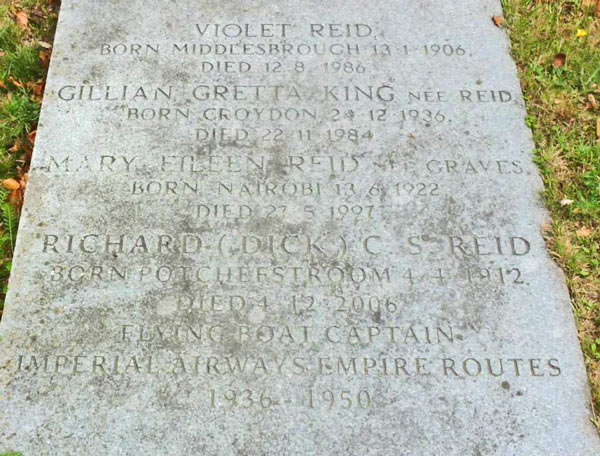 VIOLET REID
BORN MIDDLESBROUGH 13·1·1906.
DIED 12·8·1986
GILLIAN GRETTA KING NÉE REID.
BORN CROYDON 24·12·1936.
DIED 22·11·1984
MARY EILEEN REID NÉE GRAVES.
BORN NAIROBI 13·6·1922
DIED 27·5·1997
RICHARD (DICK) C S REID
BORN POTCHEFSTROOM 4·4·1912.
DIED 4·12·2006
FLYING BOAT CAPTAIN
IMPERIAL AIRWAYS EMPIRE ROUTES
1936 - 1950